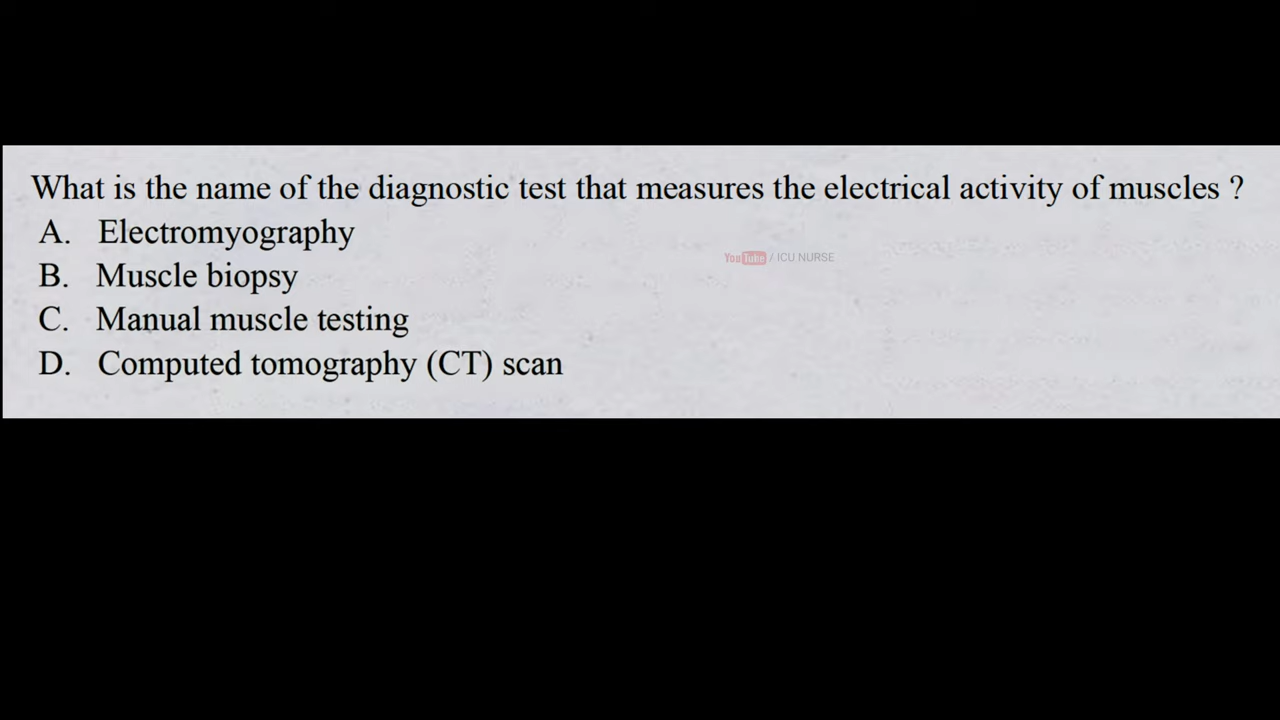 What is the name of the diagnostic test that measures the electrical activity of muscles ?
A. Electromyography
YouTube / ICU NURSE
B. Muscle biopsy
C. Manual muscle testing
D. Computed tomography (CT) scan